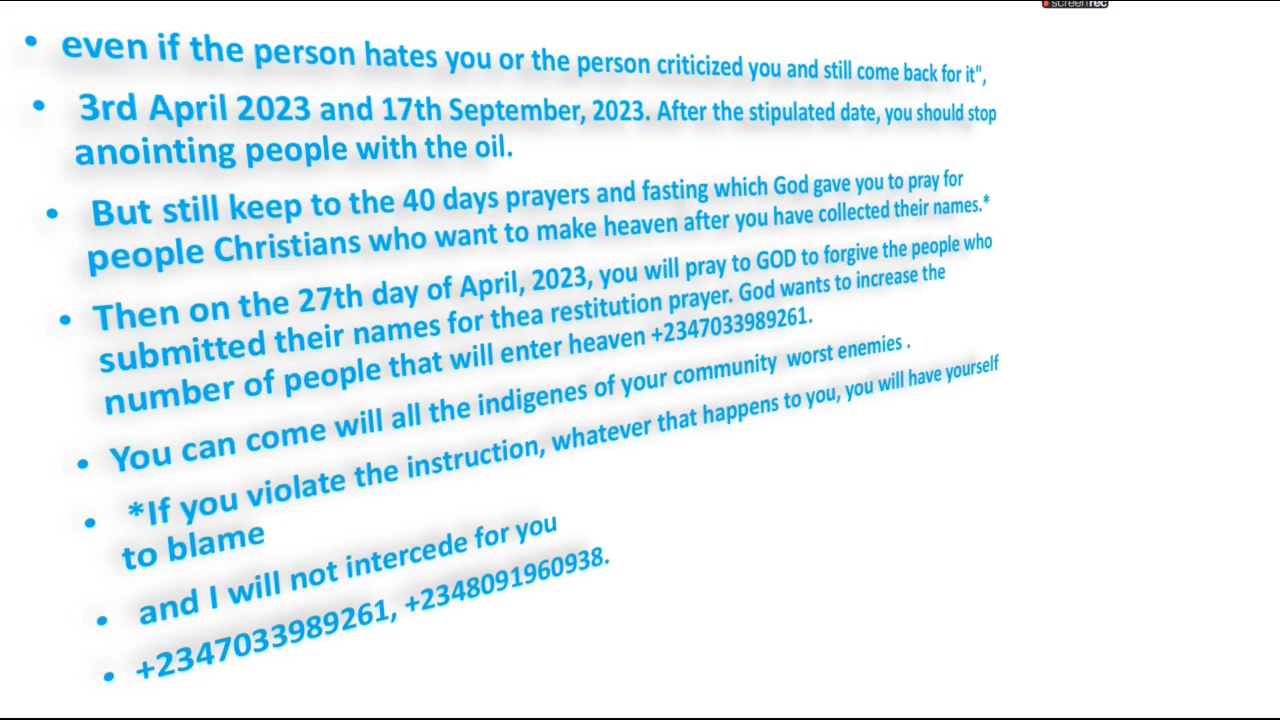 screenrec
• even if the person hates you or the person criticized you and still come back for it",
• 3rd April 2023 and 17th September, 2023. After the stipulated date, you should stop
anointing people with the oil.
• But still keep to the 40 days prayers and fasting which God gave you to pray for
people Christians who want to make heaven after you have collected their names.*
• Then on the 27th day of April, 2023, you will pray to GOD to forgive the people who
submitted their names for thea restitution prayer. God wants to increase the
number of people that will enter heaven +2347033989261.
• You can come will all the indigenes of your community worst enemies .
• *If you violate the instruction, whatever that happens to you, you will have yourself
to blame
• and I will not intercede for you
• +2347033989261, +2348091960938.